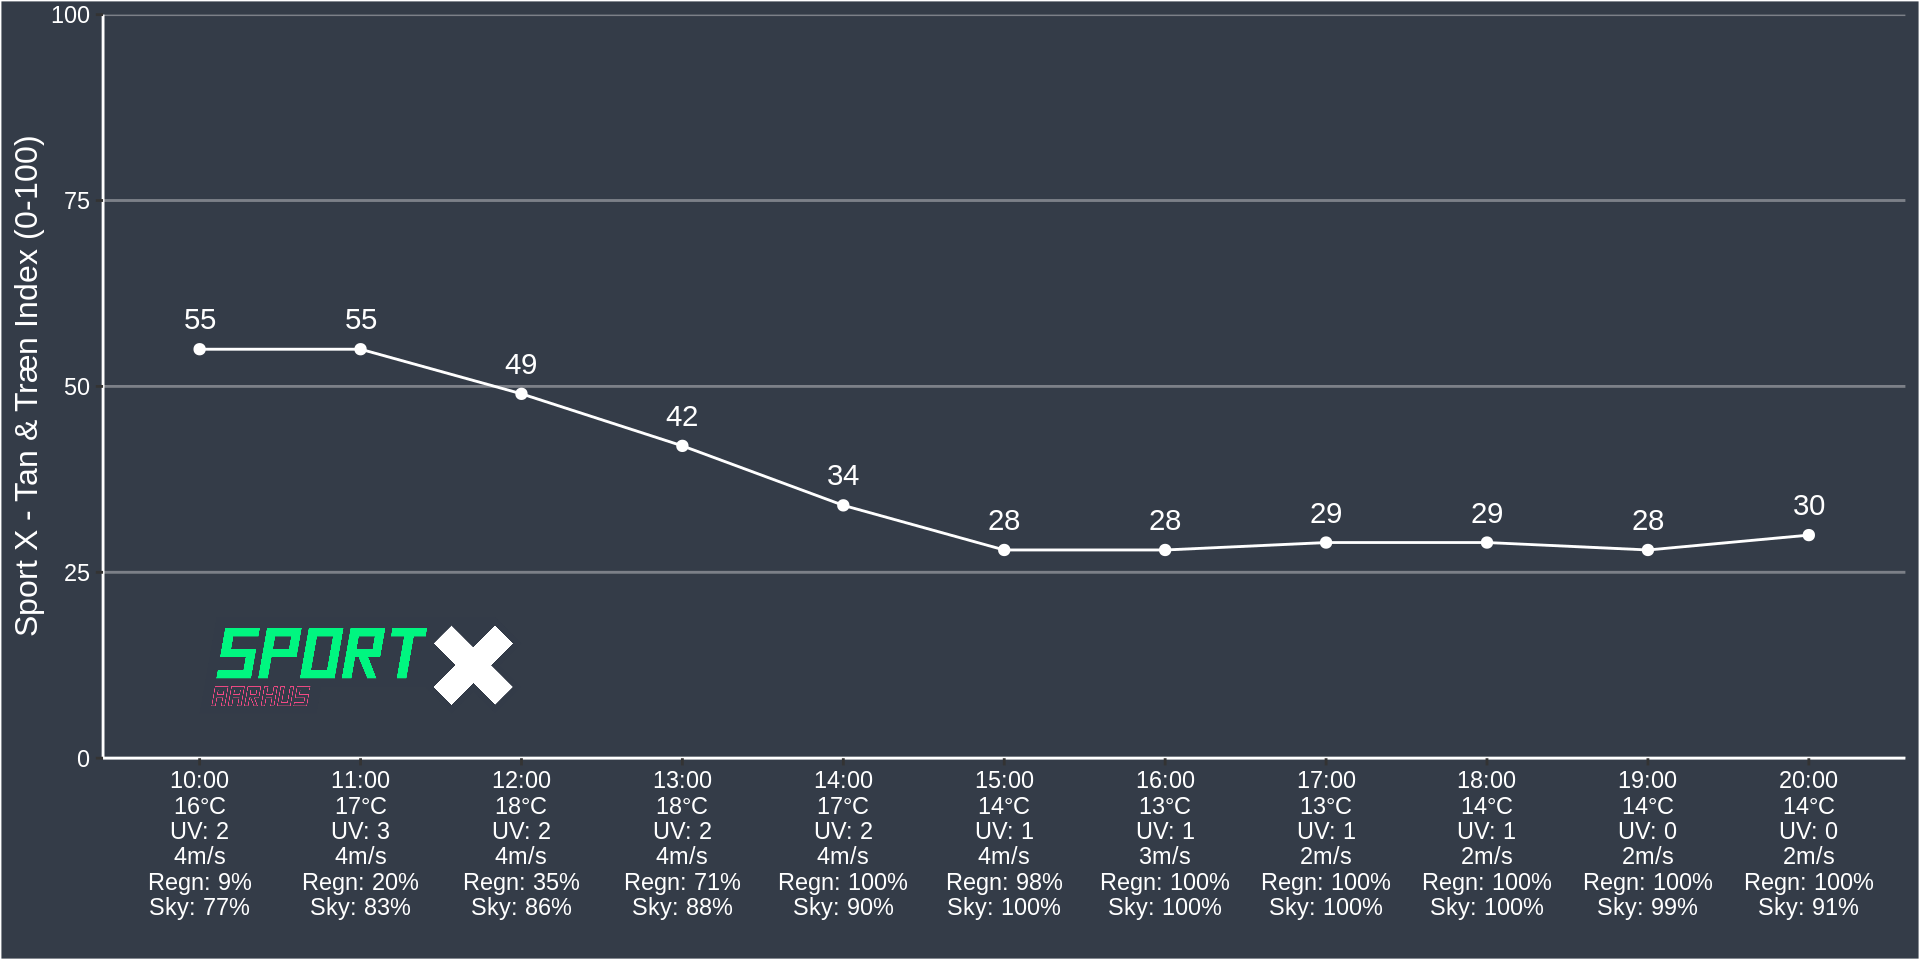 Sport X - Tan & Træn Index (0-100)
100
75
50
25
0
55
55
49
42
34
28
28
29
29
28
30
SPORT X
AARHUS
10:00
16°C
UV: 2
4m/s
Regn: 9%
Sky: 77%
11:00
17°C
UV: 3
4m/s
Regn: 20%
Sky: 83%
12:00
18°C
UV: 2
4m/s
Regn: 35%
Sky: 86%
13:00
18°C
UV: 2
4m/s
Regn: 71%
Sky: 88%
14:00
17°C
UV: 2
4m/s
Regn: 100%
Sky: 90%
15:00
14°C
UV: 1
4m/s
Regn: 98%
Sky: 100%
16:00
13°C
UV: 1
3m/s
Regn: 100%
Sky: 100%
17:00
13°C
UV: 1
2m/s
Regn: 100%
Sky: 100%
18:00
14°C
UV: 1
2m/s
Regn: 100%
Sky: 100%
19:00
14°C
UV: 0
2m/s
Regn: 100%
Sky: 99%
20:00
14°C
UV: 0
2m/s
Regn: 100%
Sky: 91%